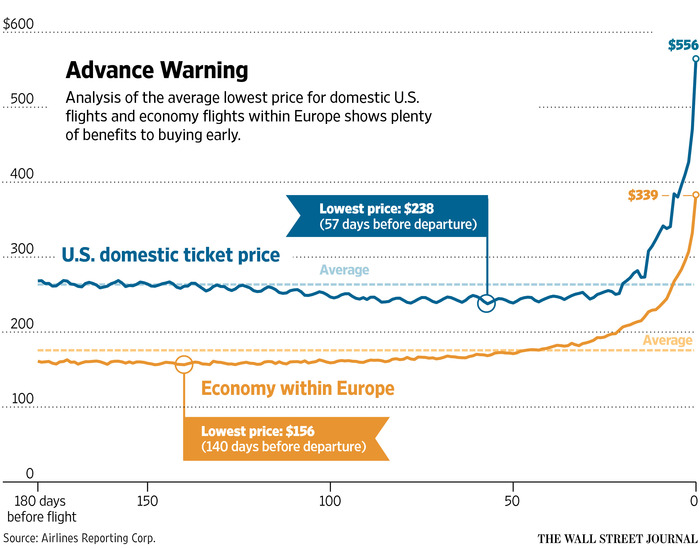 $600
$556
Advance Warning
Analysis of the average lowest price for domestic U.S.
flights and economy flights within Europe shows plenty
of benefits to buying early.
500
400
$339
Lowest price: $238
(57 days before departure)
300
U.S. domestic ticket price
Average
200
Average
Economy within Europe
100
Lowest price: $156
(140 days before departure)
0
180 days
before flight
150
100
50
0
Source: Airlines Reporting Corp.
THE WALL STREET JOURNAL